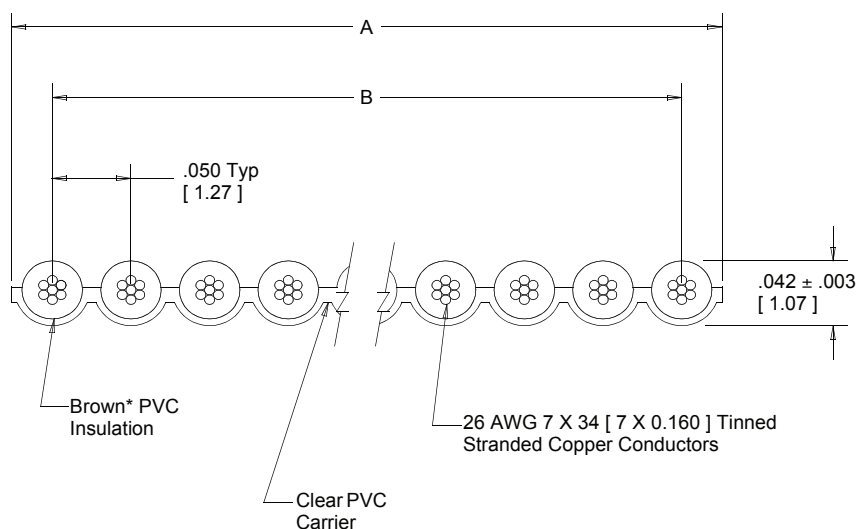 A
B
.050 Typ
[ 1.27 ]
.042 ± .003
[ 1.07 ]
Brown* PVC
Insulation
26 AWG 7 X 34 [ 7 X 0.160 ] Tinned
Stranded Copper Conductors
Clear PVC
Carrier